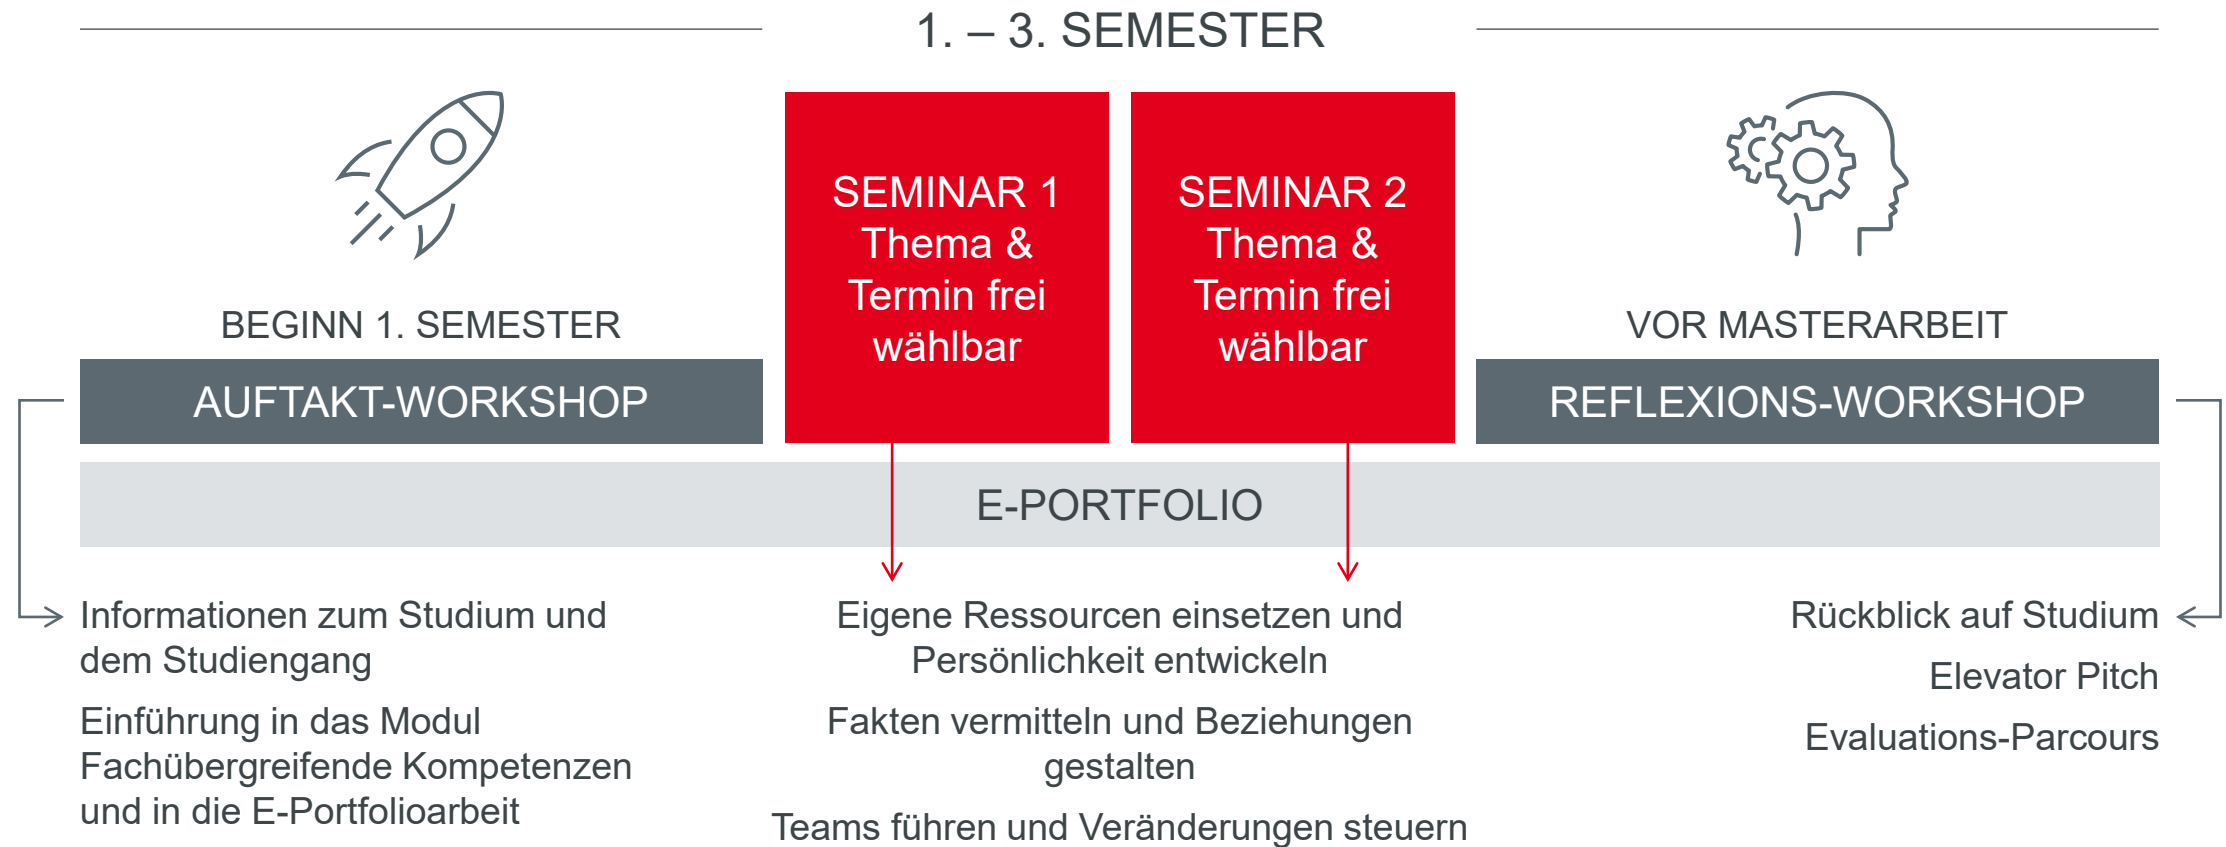 1. – 3. SEMESTER
BEGINN 1. SEMESTER
AUFTAKT-WORKSHOP
SEMINAR 1
Thema &
Termin frei
wählbar
SEMINAR 2
Thema &
Termin frei
wählbar
VOR MASTERARBEIT
REFLEXIONS-WORKSHOP
E-PORTFOLIO
Informationen zum Studium und
dem Studiengang
Einführung in das Modul
Fachübergreifende Kompetenzen
und in die E-Portfolioarbeit
Eigene Ressourcen einsetzen und
Persönlichkeit entwickeln
Fakten vermitteln und Beziehungen
gestalten
Teams führen und Veränderungen steuern
Rückblick auf Studium
Elevator Pitch
Evaluations-Parcours